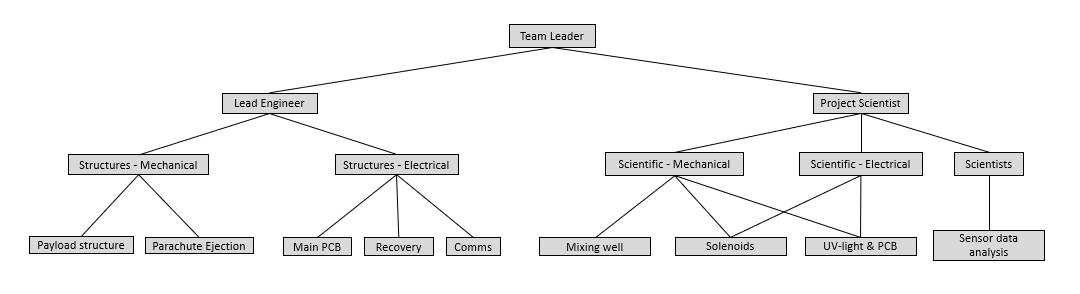 Team Leader
Lead Engineer
Project Scientist
Structures - Mechanical
Structures - Electrical
Scientific - Mechanical
Scientific - Electrical
Scientists
Payload structure
Parachute Ejection
Main PCB
Recovery
Comms
Mixing well
Solenoids
UV-light & PCB
Sensor data
analysis